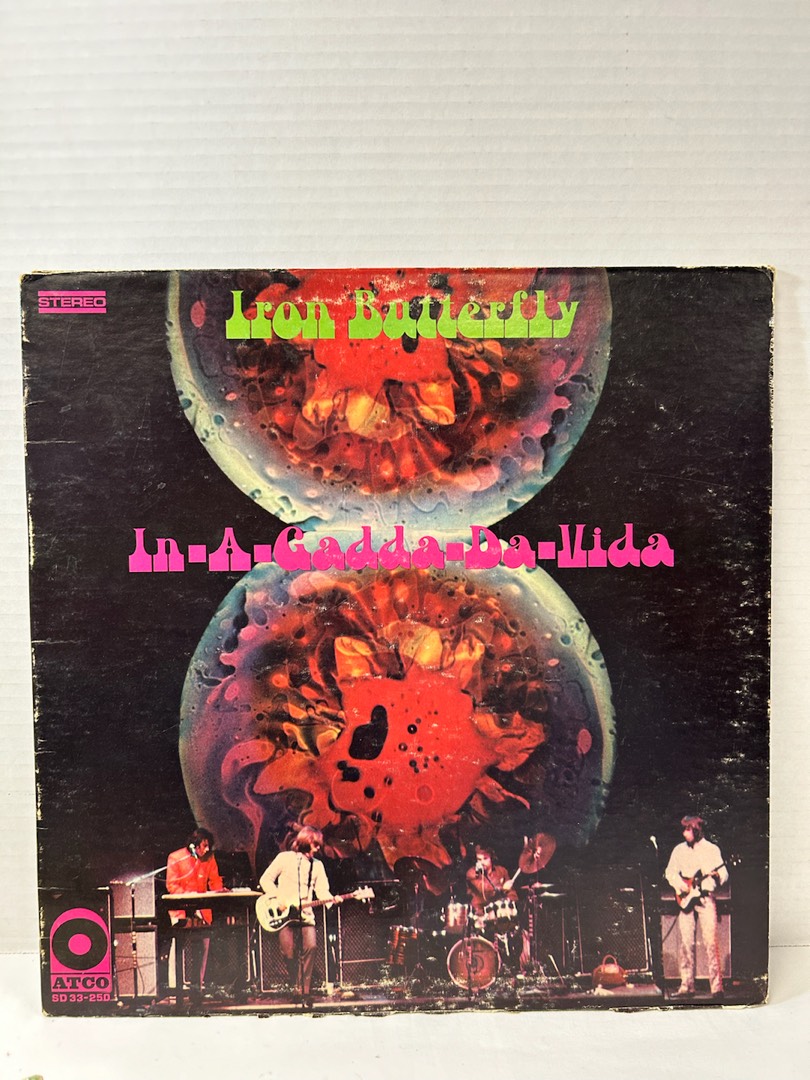 STEREO
Iron Butterfly
In-A-Gadda-Da-Vida
ATCO
SD 33-250